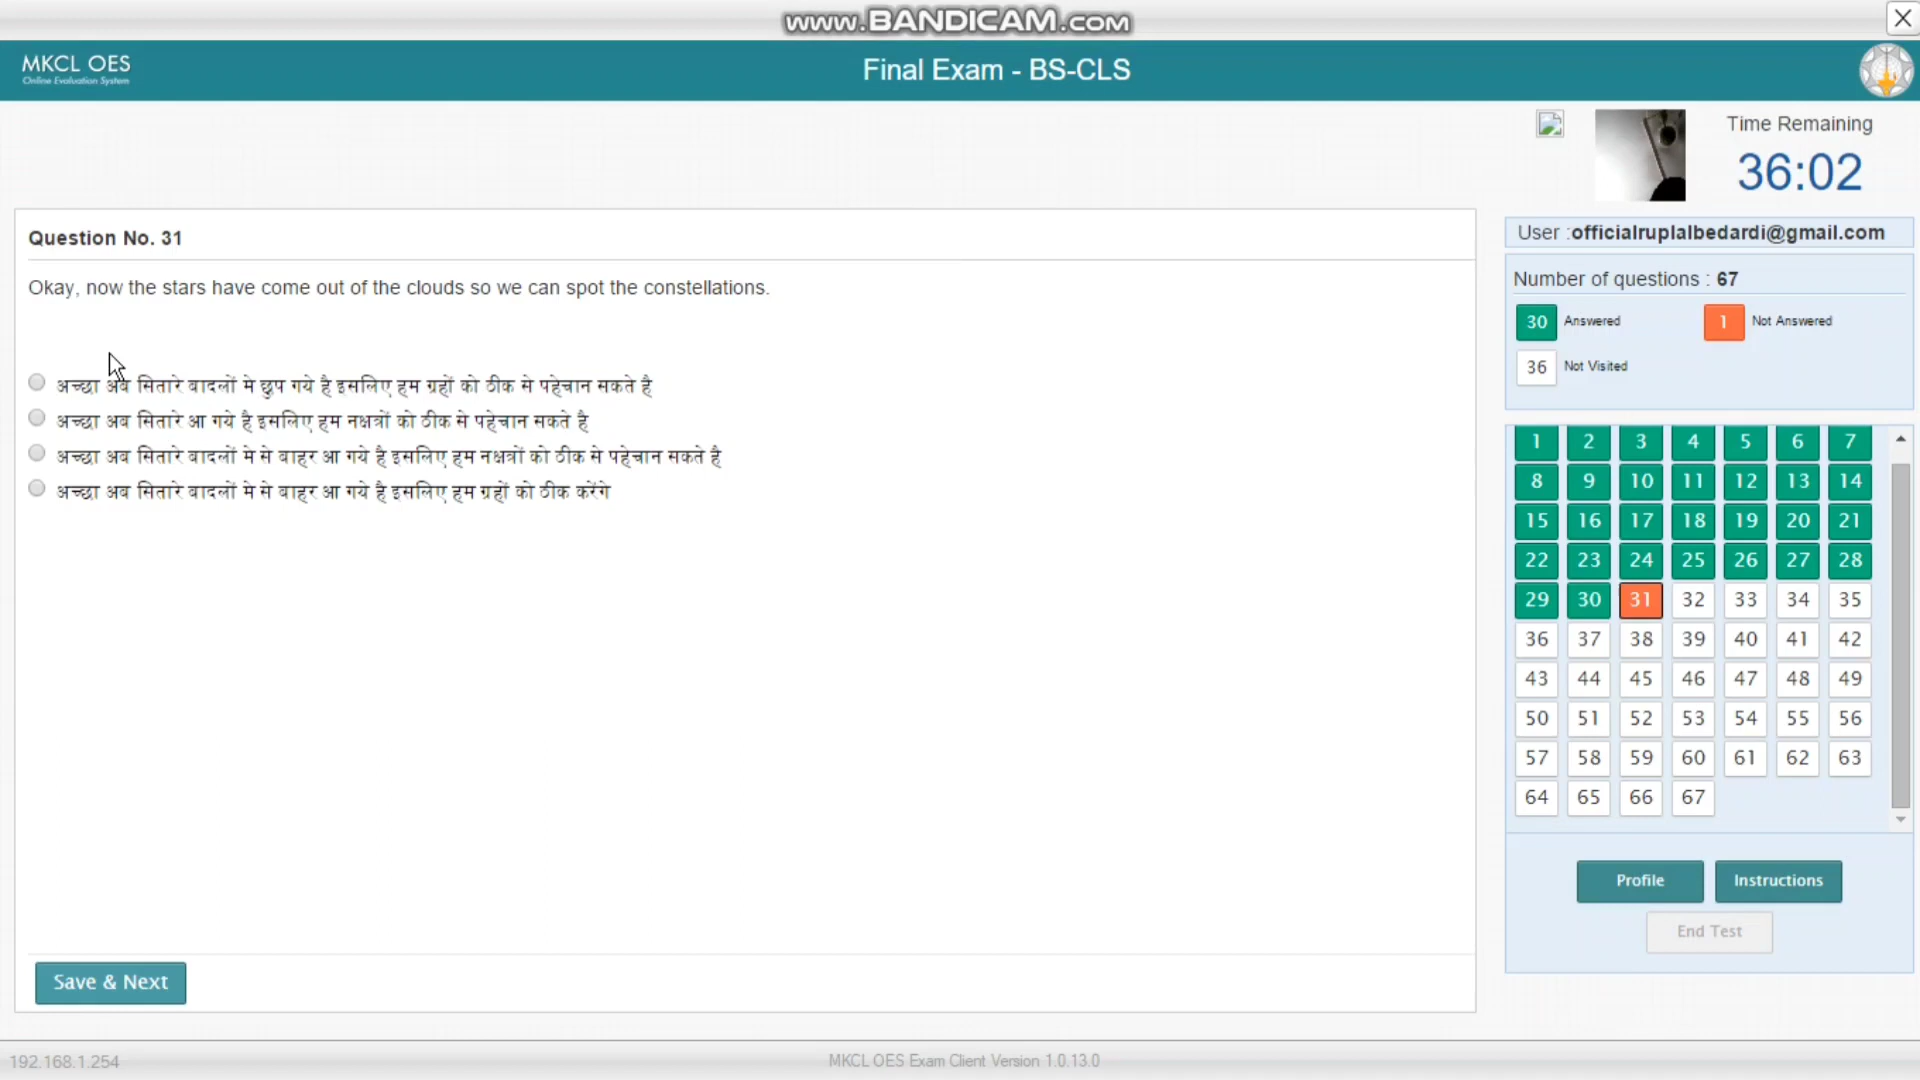 www.BANDICAM.com
MKCL OES
Online Evaluation System
Final Exam - BS-CLS
Time Remaining
36:02
Question No. 31
Okay, now the stars have come out of the clouds so we can spot the constellations.
अच्छा अब सितारे बादलों मे छुप गये है इसलिए हम ग्रहों को ठीक से पहेचान सकते है
अच्छा अब सितारे आ गये है इसलिए हम नक्षत्रों को ठीक से पहेचान सकते है
अच्छा अब सितारे बादलों मे से बाहर आ गये है इसलिए हम नक्षत्रों को ठीक से पहेचान सकते है
अच्छा अब सितारे बादलों मे से बाहर आ गये है इसलिए हम ग्रहों को ठीक करेंगे
Save & Next
User :officialruplalbedardi@gmail.com
Number of questions : 67
30 Answered 1 Not Answered
36 Not Visited
1 2 3 4 5 6 7
8 9 10 11 12 13 14
15 16 17 18 19 20 21
22 23 24 25 26 27 28
29 30 31 32 33 34 35
36 37 38 39 40 41 42
43 44 45 46 47 48 49
50 51 52 53 54 55 56
57 58 59 60 61 62 63
64 65 66 67
Profile Instructions
End Test
192.168.1.254
MKCL OES Exam Client Version 1.0.13.0